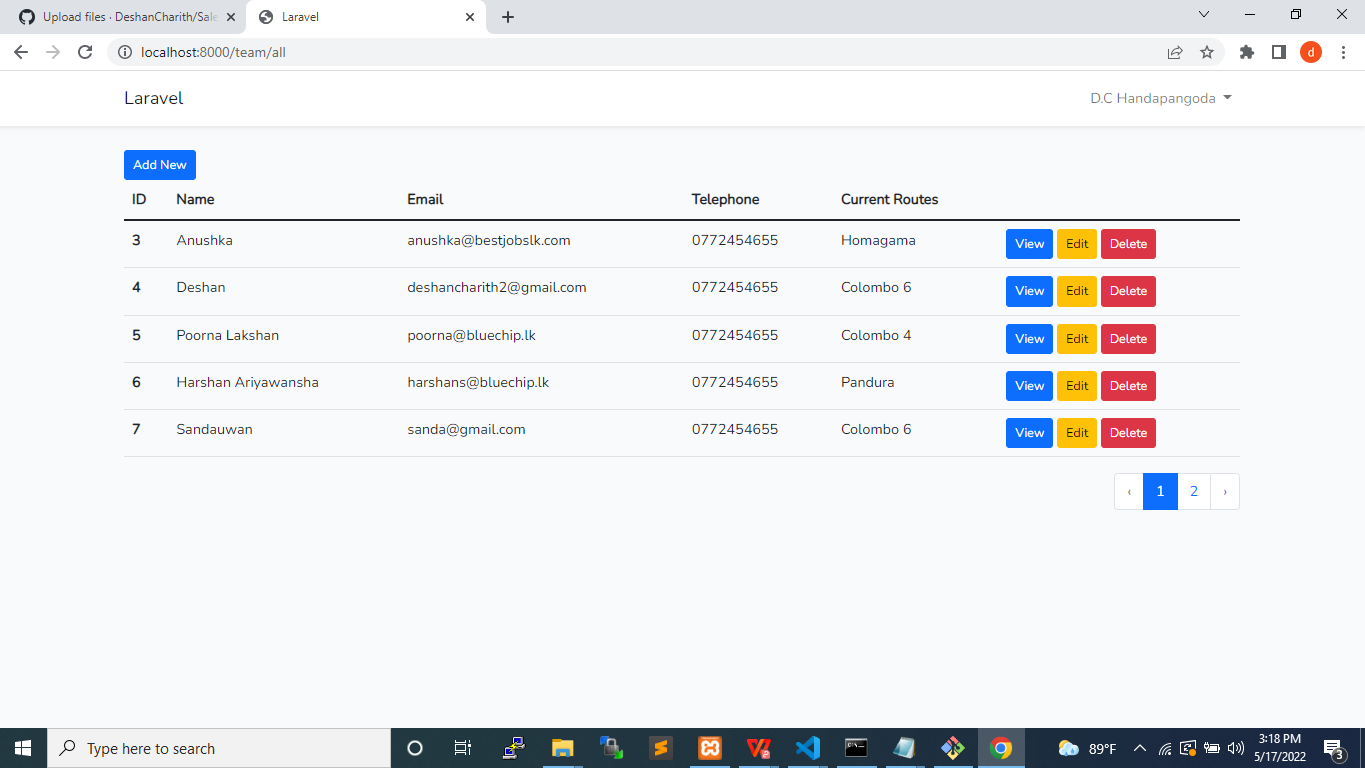 Upload files · DeshanCharith/Sale
Laravel
localhost:8000/team/all
d
Laravel
D.C Handapangoda
Add New
ID Name Email Telephone Current Routes
3 Anushka anushka@bestjobslk.com 0772454655 Homagama View Edit Delete
4 Deshan deshancharith2@gmail.com 0772454655 Colombo 6 View Edit Delete
5 Poorna Lakshan poorna@bluechip.lk 0772454655 Colombo 4 View Edit Delete
6 Harshan Ariyawansha harshans@bluechip.lk 0772454655 Pandura View Edit Delete
7 Sandauwan sanda@gmail.com 0772454655 Colombo 6 View Edit Delete
‹ 1 2 ›
Type here to search
89°F
3:18 PM
5/17/2022
3